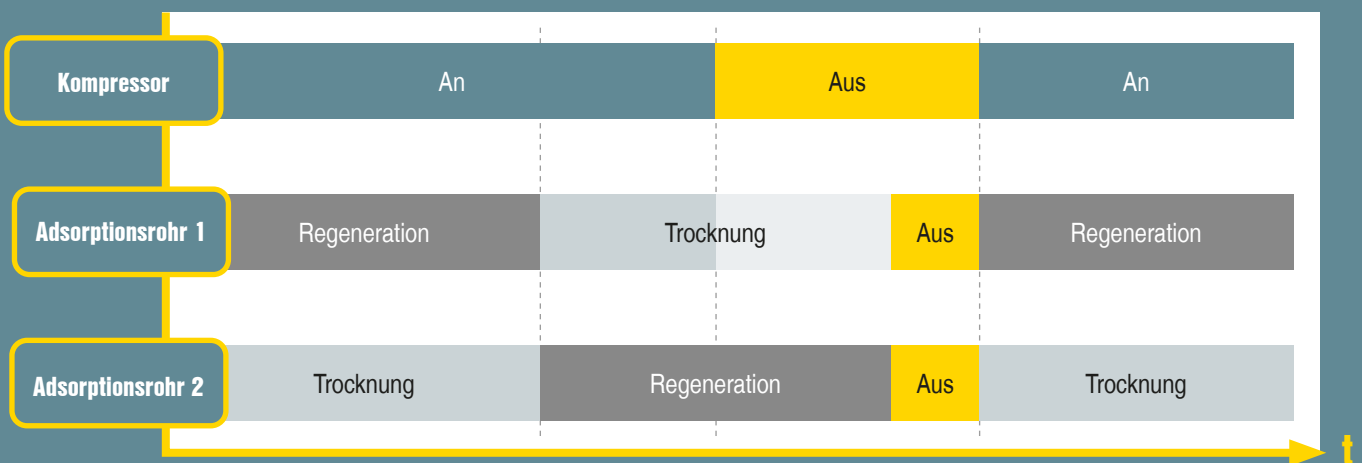 Kompressor
An
Aus
An
Adsorptionsrohr 1
Regeneration
Trocknung
Aus
Regeneration
Adsorptionsrohr 2
Trocknung
Regeneration
Aus
Trocknung
t